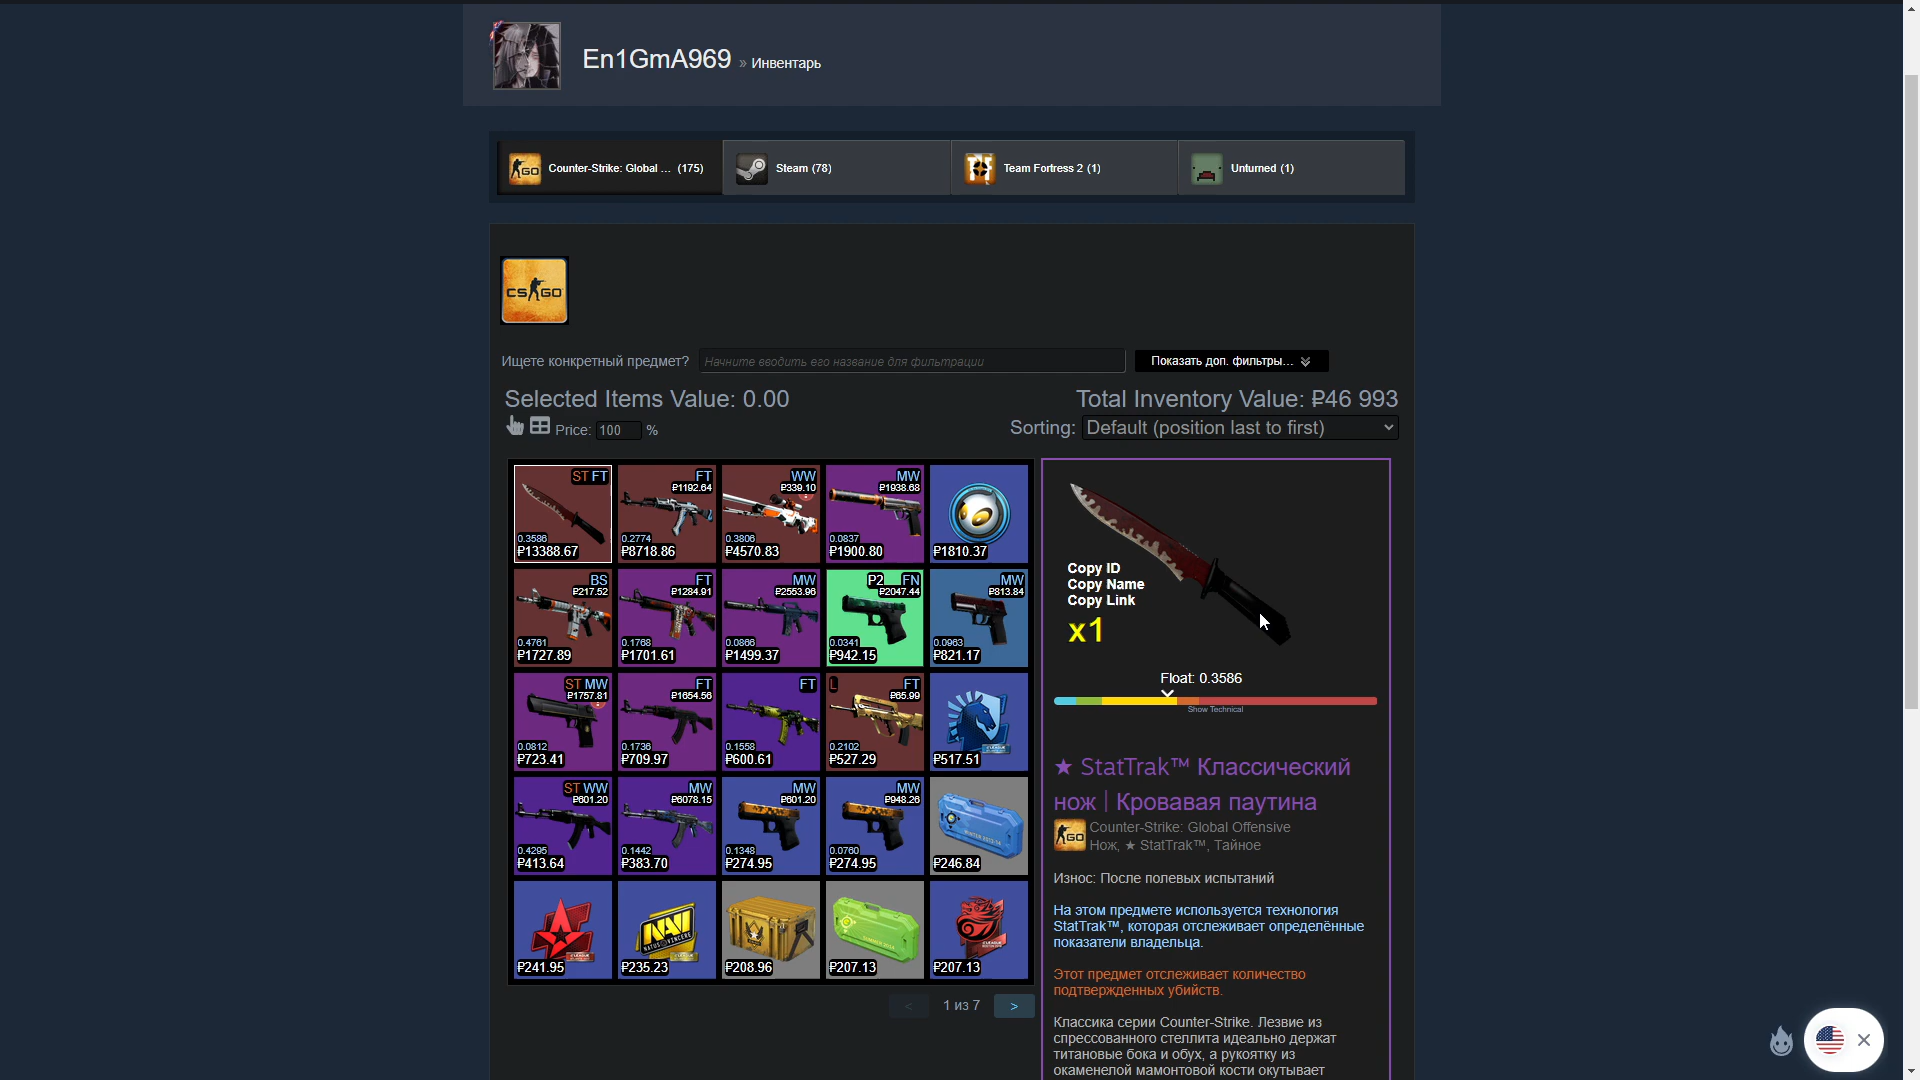 En1GmA969 » Инвентарь
Counter-Strike: Global ... (175)
Steam (78)
Team Fortress 2 (1)
Unturned (1)
CS GO
Ищете конкретный предмет?
Начните вводить его название для фильтрации
Показать доп. фильтры...
Selected Items Value: 0.00
Total Inventory Value: ₽46 993
Price: 100 %
Sorting: Default (position last to first)
ST FT
0.3586
₽13388.67
FT
₽1192.64
0.2774
₽8718.86
WW
₽339.10
0.3806
₽4570.83
MW
₽1938.68
0.0837
₽1900.80
₽1810.37
BS
₽217.52
0.4761
₽1727.89
FT
₽1284.91
0.1768
₽1701.61
MW
₽2553.96
0.0866
₽1499.37
P2 FN
₽2047.44
0.0341
₽942.15
MW
₽813.84
0.0963
₽821.17
ST MW
₽1757.81
0.0812
₽723.41
FT
₽1654.56
0.1736
₽709.97
FT
0.1558
₽600.61
L FT
₽65.99
0.2102
₽527.29
₽517.51
ST WW
₽601.20
0.4295
₽413.64
MW
₽6078.15
0.1442
₽383.70
MW
₽601.20
0.1348
₽274.95
MW
₽948.26
0.0760
₽274.95
₽246.84
₽241.95
NAVI
NATUS VINCERE
₽235.23
₽208.96
SUMMER 2014
₽207.13
₽207.13
<
1 из 7
>
Copy ID
Copy Name
Copy Link
x1
Float: 0.3586
Show Technical
★ StatTrak™ Классический
нож | Кровавая паутина
GO
Counter-Strike: Global Offensive
Нож, ★ StatTrak™, Тайное
Износ: После полевых испытаний
На этом предмете используется технология
StatTrak™, которая отслеживает определённые
показатели владельца.
Этот предмет отслеживает количество
подтвержденных убийств.
Классика серии Counter-Strike. Лезвие из
спрессованного стеллита идеально держат
титановые бока и обух, а рукоятку из
окаменелой мамонтовой кости окутывает